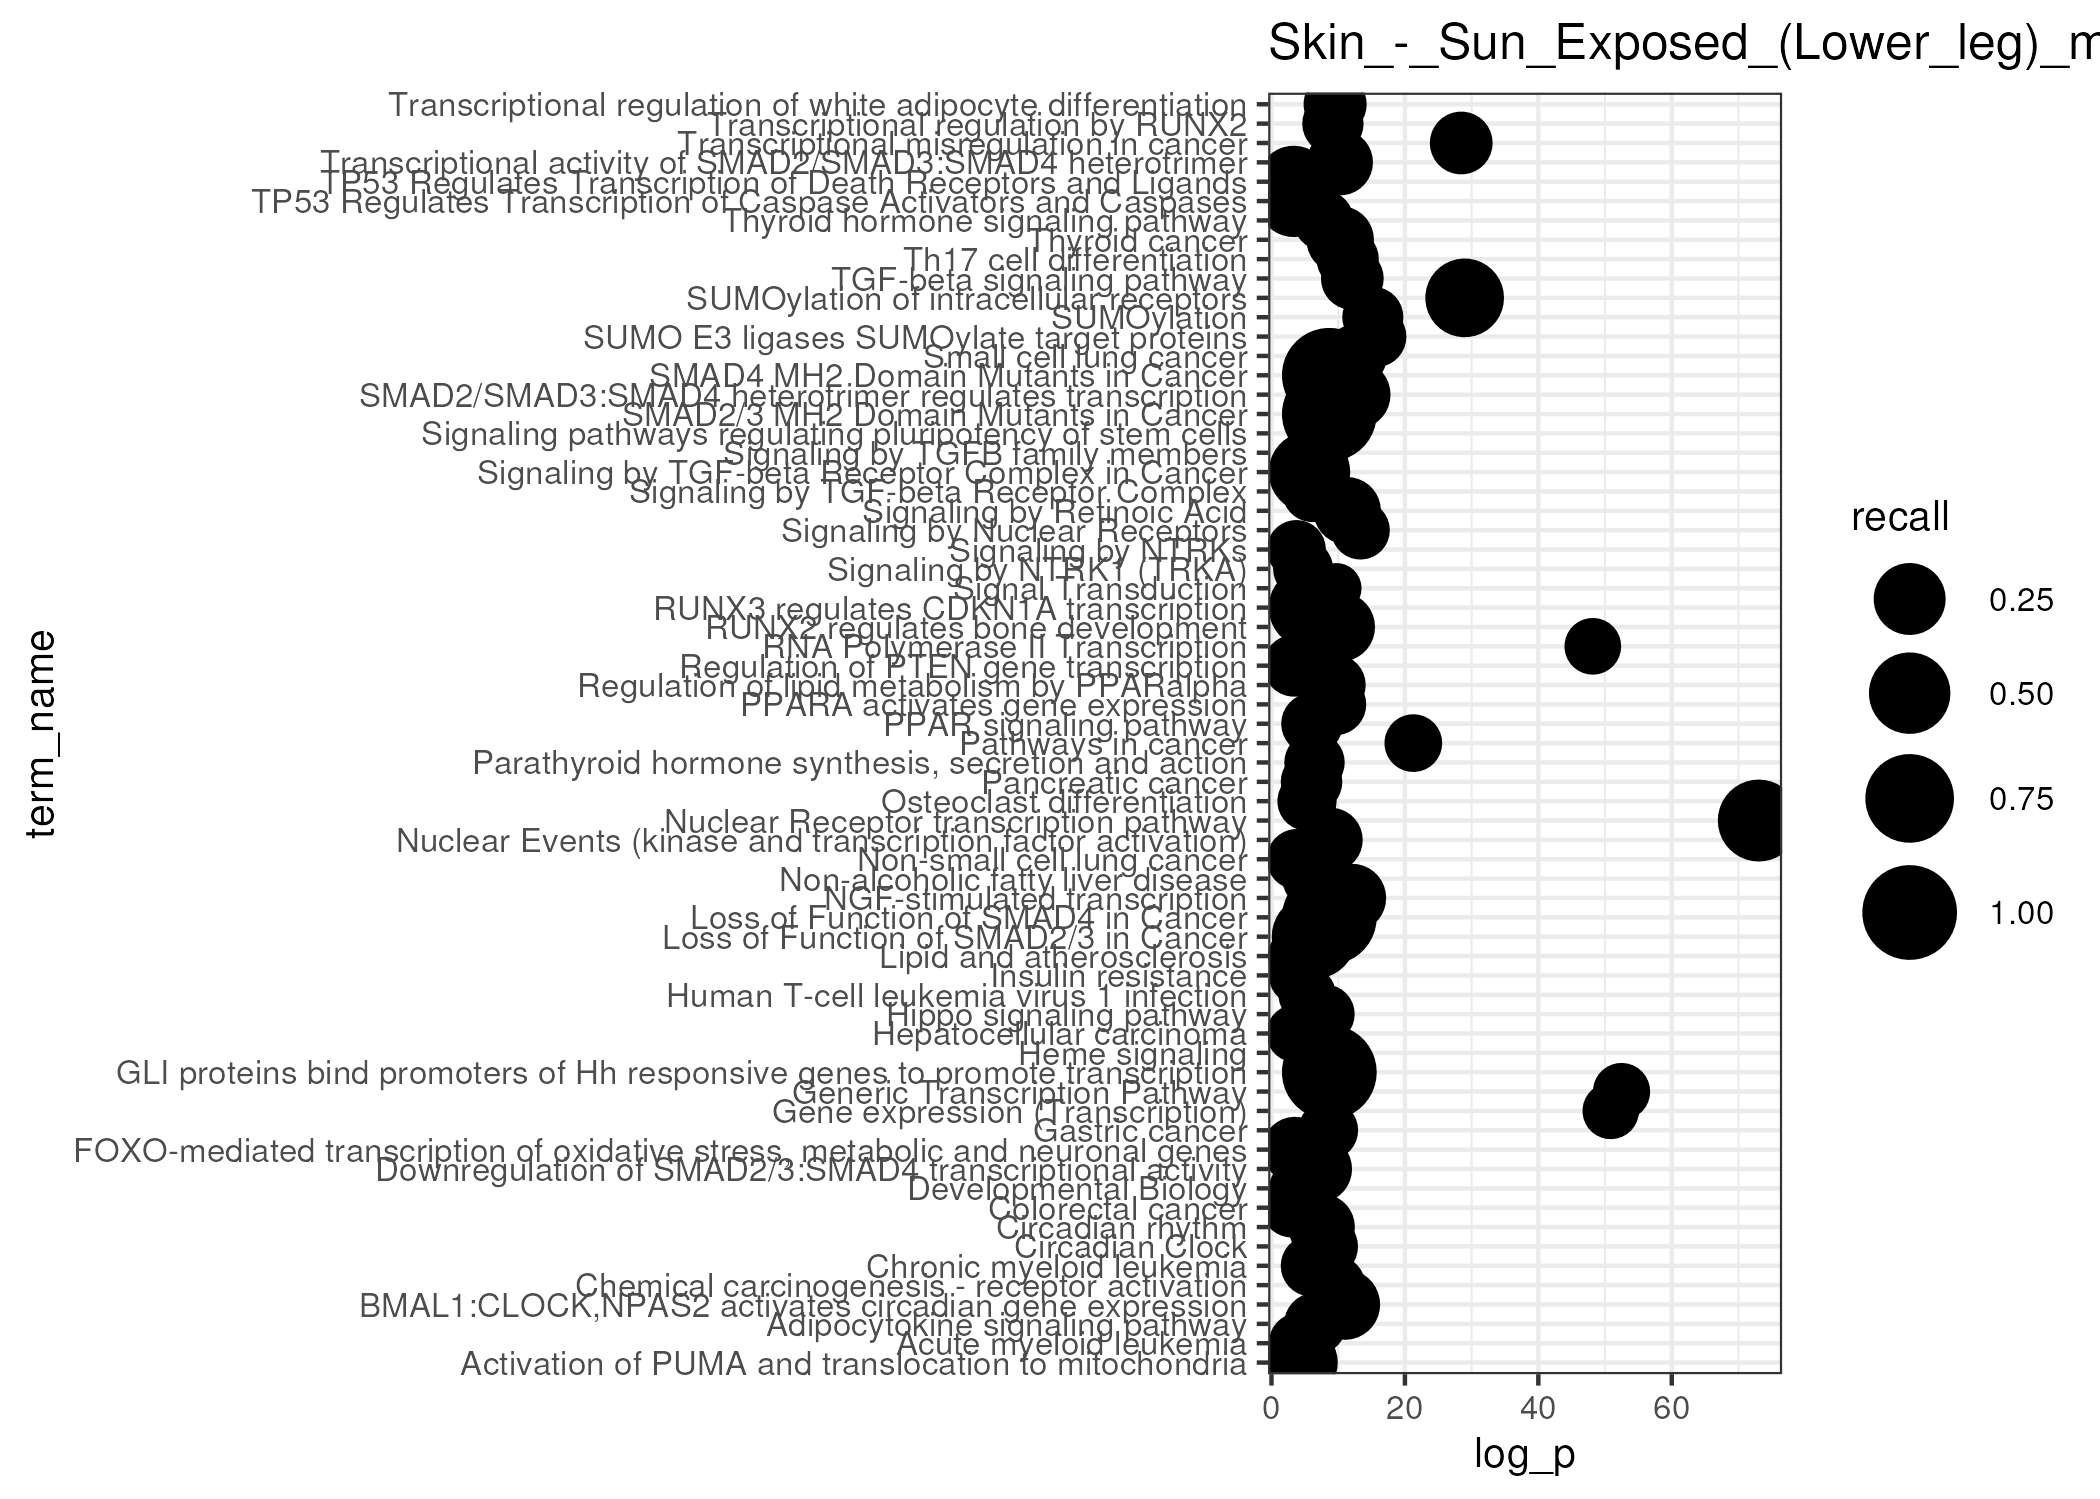 Skin_-_Sun_Exposed_(Lower_leg)_m
Transcriptional regulation of white adipocyte differentiation
Transcriptional regulation by RUNX2
Transcriptional misregulation in cancer
Transcriptional activity of SMAD2/SMAD3:SMAD4 heterotrimer
TP53 Regulates Transcription of Death Receptors and Ligands
TP53 Regulates Transcription of Caspase Activators and Caspases
Thyroid hormone signaling pathway
Thyroid cancer
Th17 cell differentiation
TGF-beta signaling pathway
SUMOylation of intracellular receptors
SUMOylation
SUMO E3 ligases SUMOylate target proteins
Small cell lung cancer
SMAD4 MH2 Domain Mutants in Cancer
SMAD2/SMAD3:SMAD4 heterotrimer regulates transcription
SMAD2/3 MH2 Domain Mutants in Cancer
Signaling pathways regulating pluripotency of stem cells
Signaling by TGFB family members
Signaling by TGF-beta Receptor Complex in Cancer
Signaling by TGF-beta Receptor Complex
Signaling by Retinoic Acid
Signaling by Nuclear Receptors
Signaling by NTRKs
Signaling by NTRK1 (TRKA)
Signal Transduction
RUNX3 regulates CDKN1A transcription
RUNX2 regulates bone development
RNA Polymerase II Transcription
Regulation of PTEN gene transcription
Regulation of lipid metabolism by PPARalpha
PPARA activates gene expression
PPAR signaling pathway
Pathways in cancer
Parathyroid hormone synthesis, secretion and action
Pancreatic cancer
Osteoclast differentiation
Nuclear Receptor transcription pathway
Nuclear Events (kinase and transcription factor activation)
Non-small cell lung cancer
Non-alcoholic fatty liver disease
NGF-stimulated transcription
Loss of Function of SMAD4 in Cancer
Loss of Function of SMAD2/3 in Cancer
Lipid and atherosclerosis
Insulin resistance
Human T-cell leukemia virus 1 infection
Hippo signaling pathway
Hepatocellular carcinoma
Heme signaling
GLI proteins bind promoters of Hh responsive genes to promote transcription
Generic Transcription Pathway
Gene expression (Transcription)
Gastric cancer
FOXO-mediated transcription of oxidative stress, metabolic and neuronal genes
Downregulation of SMAD2/3:SMAD4 transcriptional activity
Developmental Biology
Colorectal cancer
Circadian rhythm
Circadian Clock
Chronic myeloid leukemia
Chemical carcinogenesis - receptor activation
BMAL1:CLOCK,NPAS2 activates circadian gene expression
Adipocytokine signaling pathway
Acute myeloid leukemia
Activation of PUMA and translocation to mitochondria
term_name
0 20 40 60
log_p
recall
0.25
0.50
0.75
1.00